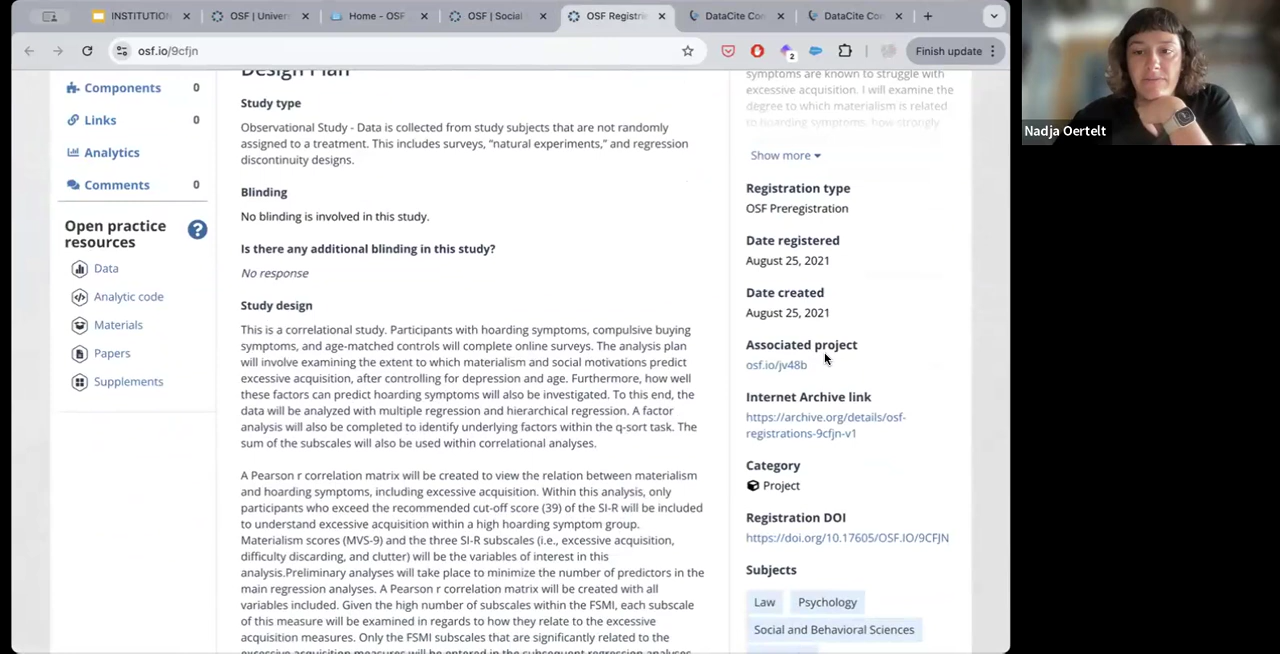 INSTITUTION
OSF | Univer
Home - OSF
OSF | Social
OSF Registri
DataCite Co
DataCite Co
osf.io/9cfjn
2
Finish update
Nadja Oertelt
Components 0
Links 0
Analytics
Comments 0
Open practice
resources
?
Data
Analytic code
Materials
Papers
Supplements
Design Plan
Study type
Observational Study - Data is collected from study subjects that are not randomly
assigned to a treatment. This includes surveys, “natural experiments,” and regression
discontinuity designs.
Blinding
No blinding is involved in this study.
Is there any additional blinding in this study?
No response
Study design
This is a correlational study. Participants with hoarding symptoms, compulsive buying
symptoms, and age-matched controls will complete online surveys. The analysis plan
will involve examining the extent to which materialism and social motivations predict
excessive acquisition, after controlling for depression and age. Furthermore, how well
these factors can predict hoarding symptoms will also be investigated. To this end, the
data will be analyzed with multiple regression and hierarchical regression. A factor
analysis will also be completed to identify underlying factors within the q-sort task. The
sum of the subscales will also be used within correlational analyses.
A Pearson r correlation matrix will be created to view the relation between materialism
and hoarding symptoms, including excessive acquisition. Within this analysis, only
participants who exceed the recommended cut-off score (39) of the SI-R will be included
to understand excessive acquisition within a high hoarding symptom group.
Materialism scores (MVS-9) and the three SI-R subscales (i.e., excessive acquisition,
difficulty discarding, and clutter) will be the variables of interest in this
analysis.Preliminary analyses will take place to minimize the number of predictors in the
main regression analyses. A Pearson r correlation matrix will be created with all
variables included. Given the high number of subscales within the FSMI, each subscale
of this measure will be examined in regards to how they relate to the excessive
acquisition measures. Only the FSMI subscales that are significantly related to the
excessive acquisition measures will be entered in the subsequent regression analyses
symptoms are known to struggle with
excessive acquisition. I will examine the
degree to which materialism is related
to hoarding symptoms, how strongly
Show more
Registration type
OSF Preregistration
Date registered
August 25, 2021
Date created
August 25, 2021
Associated project
osf.io/jv48b
Internet Archive link
https://archive.org/details/osf-
registrations-9cfjn-v1
Category
Project
Registration DOI
https://doi.org/10.17605/OSF.IO/9CFJN
Subjects
Law Psychology
Social and Behavioral Sciences